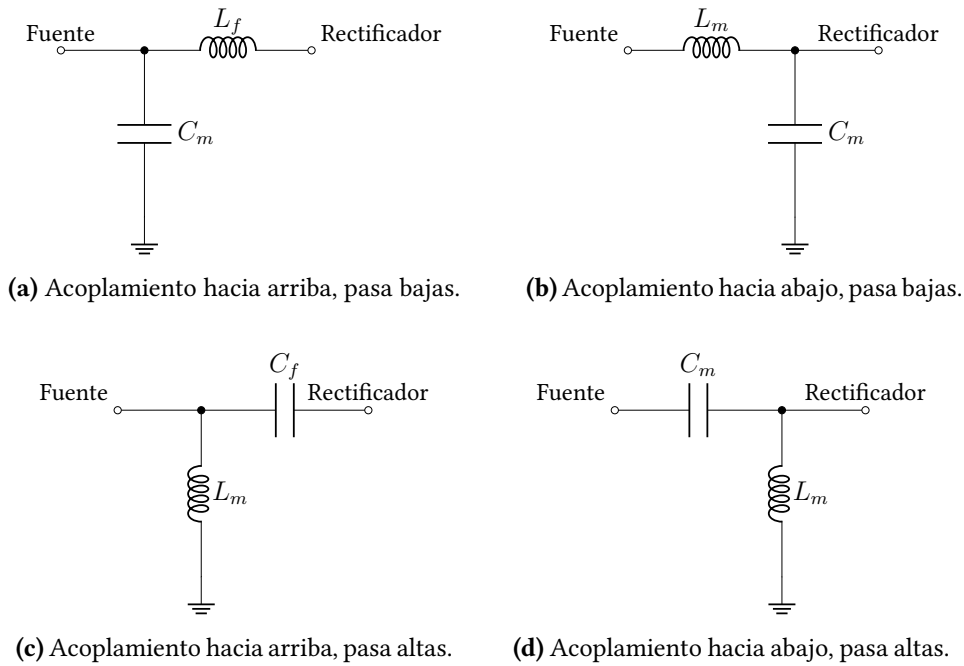 L_f
Fuente Rectificador
C_m
(a) Acoplamiento hacia arriba, pasa bajas.
L_m
Fuente Rectificador
C_m
(b) Acoplamiento hacia abajo, pasa bajas.
C_f
Fuente Rectificador
L_m
(c) Acoplamiento hacia arriba, pasa altas.
C_m
Fuente Rectificador
L_m
(d) Acoplamiento hacia abajo, pasa altas.